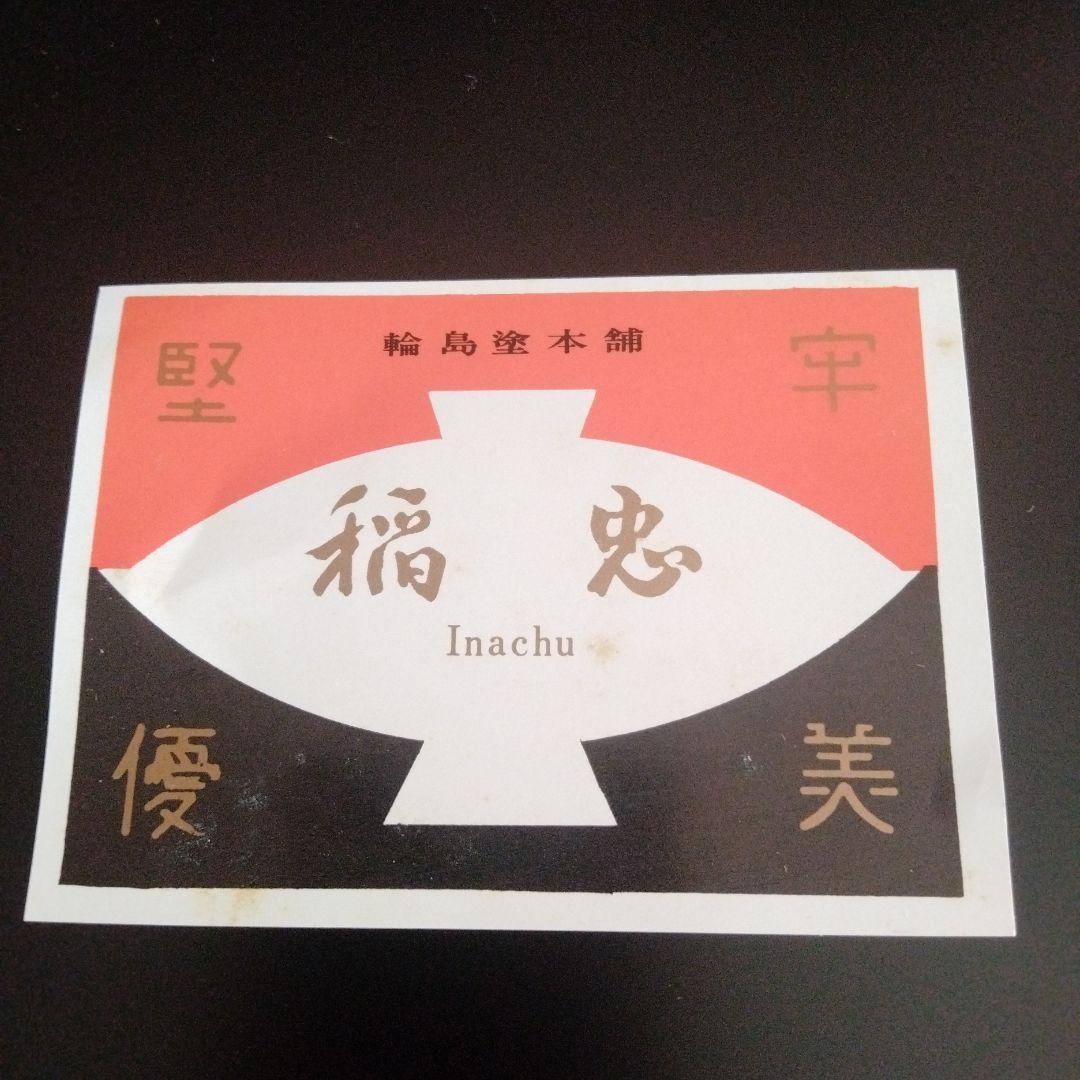 輪島塗本舗
堅 牢
稲忠
Inachu
優 美